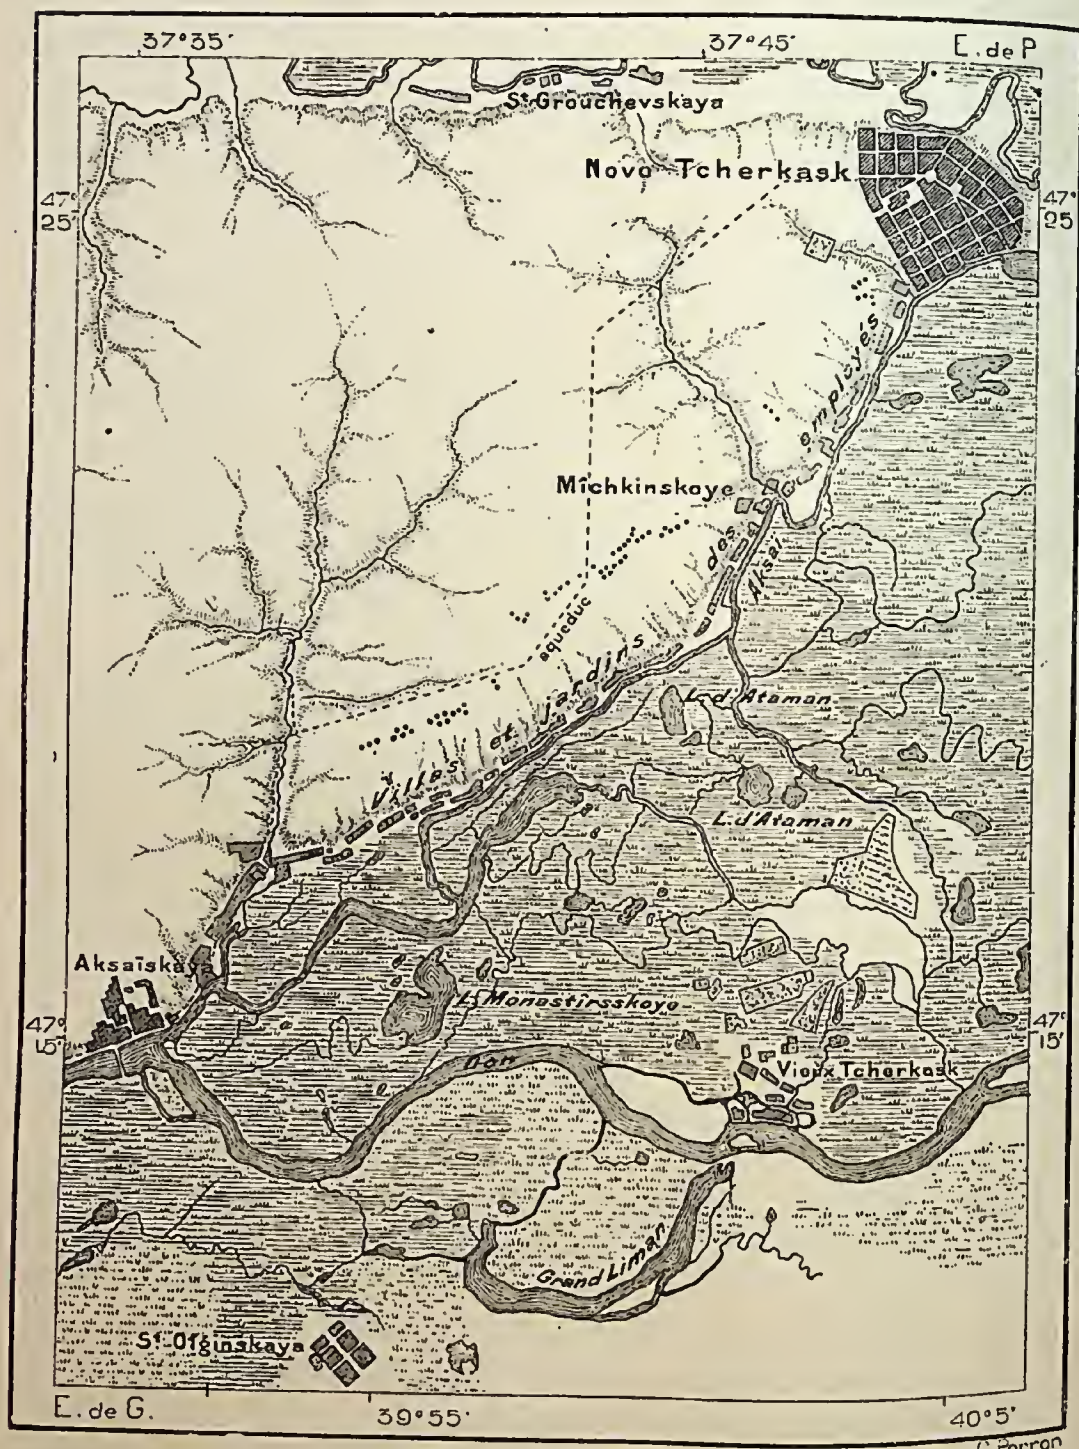 37°35'
37°45'
E. de P
St Grouchevskaya
Novo Tcherkask
47°
25'
47°
25'
employés
Michkinskaye
des
Aksaï
aqueduc
et jardins
Villas
L. d'Ataman
L. d'Ataman
Aksaïskaya
L. Monastirsskoye
47°
15'
47°
15'
Don
Vieux Tcherkask
Grand Liman
St Olginskaya
E. de G.
39°55'
40°5'
C. Perron